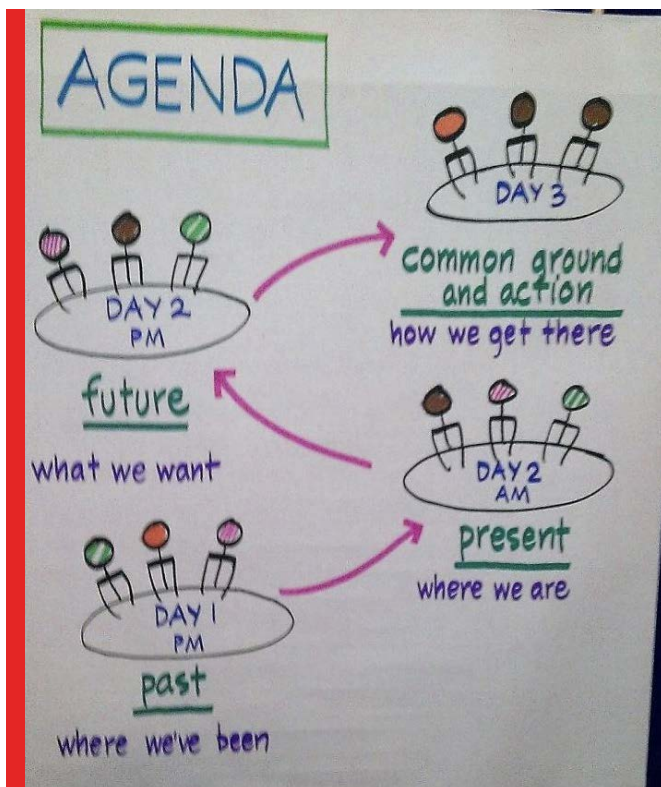 AGENDA
DAY 3
common ground
and action
how we get there
DAY 2
PM
future
what we want
DAY 2
AM
present
where we are
DAY 1
PM
past
where we've been